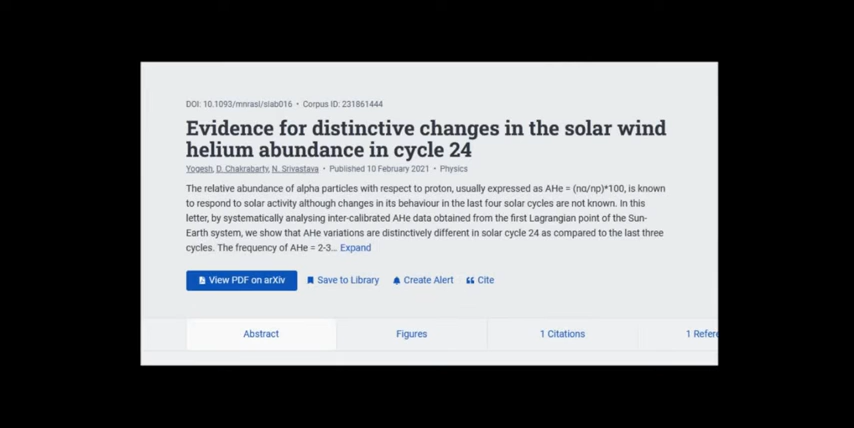 DOI: 10.1093/mnrasl/slab016 • Corpus ID: 231861444
Evidence for distinctive changes in the solar wind
helium abundance in cycle 24
Yogesh, D. Chakrabarty, N. Srivastava • Published 10 February 2021 • Physics
The relative abundance of alpha particles with respect to proton, usually expressed as AHe = (nα/np)*100, is known
to respond to solar activity although changes in its behaviour in the last four solar cycles are not known. In this
letter, by systematically analysing inter-calibrated AHe data obtained from the first Lagrangian point of the Sun-
Earth system, we show that AHe variations are distinctively different in solar cycle 24 as compared to the last three
cycles. The frequency of AHe = 2-3... Expand
View PDF on arXiv Save to Library Create Alert Cite
Abstract Figures 1 Citations 1 Refere